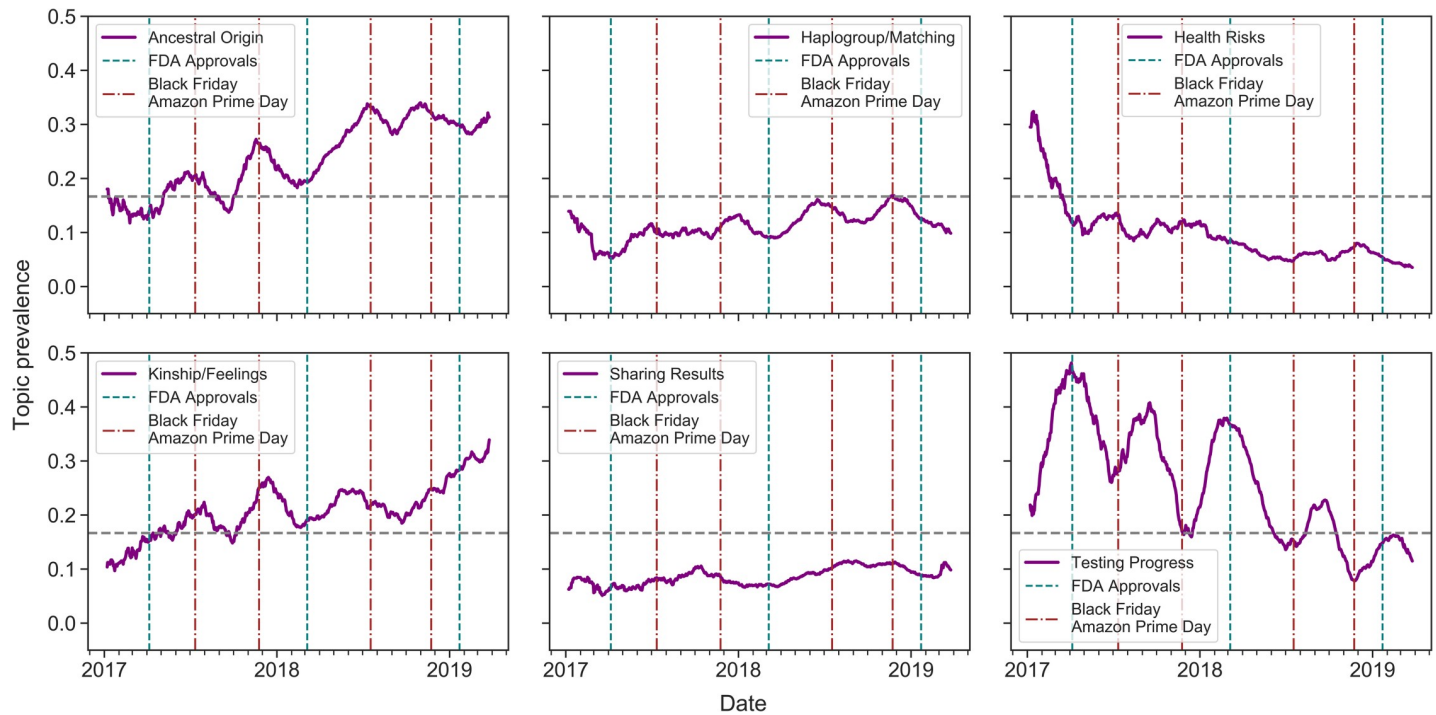 Topic prevalence
0.5
0.4
0.3
0.2
0.1
0.0
Ancestral Origin
FDA Approvals
Black Friday
Amazon Prime Day
Haplogroup/Matching
FDA Approvals
Black Friday
Amazon Prime Day
Health Risks
FDA Approvals
Black Friday
Amazon Prime Day
0.5
0.4
0.3
0.2
0.1
0.0
Kinship/Feelings
FDA Approvals
Black Friday
Amazon Prime Day
2017 2018 2019
Sharing Results
FDA Approvals
Black Friday
Amazon Prime Day
2017 2018 2019
Testing Progress
FDA Approvals
Black Friday
Amazon Prime Day
2017 2018 2019
Date